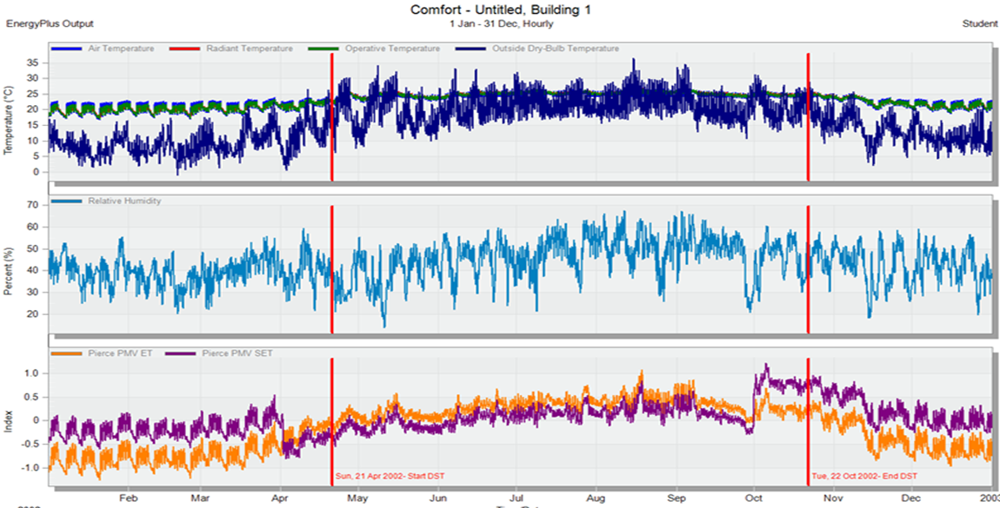 Comfort - Untitled, Building 1
EnergyPlus Output 1 Jan - 31 Dec, Hourly Student
Air Temperature Radiant Temperature Operative Temperature Outside Dry-Bulb Temperature
Temperature (°C)
35
30
25
20
15
10
5
0
Relative Humidity
Percent (%)
70
60
50
40
30
20
Pierce PMV ET Pierce PMV SET
Index
1.0
0.5
0
-0.5
-1.0
Sun, 21 Apr 2002- Start DST Tue, 22 Oct 2002- End DST
Feb Mar Apr May Jun Jul Aug Sep Oct Nov Dec 2003